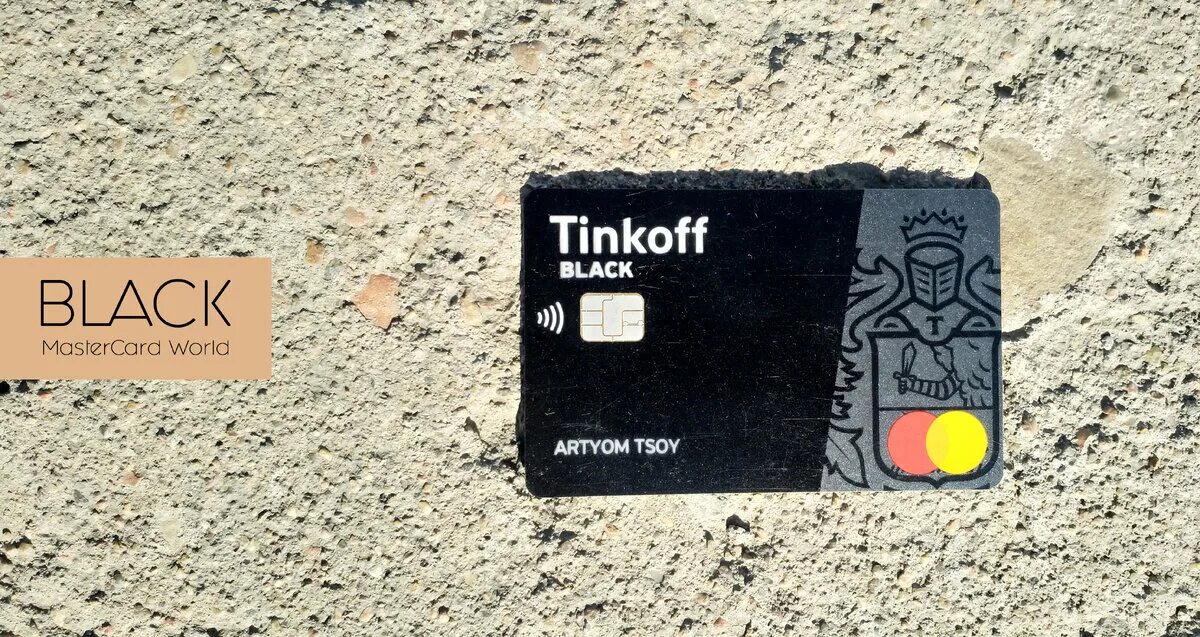 BLACK
MasterCard World
Tinkoff
BLACK
ARTYOM TSOY
T